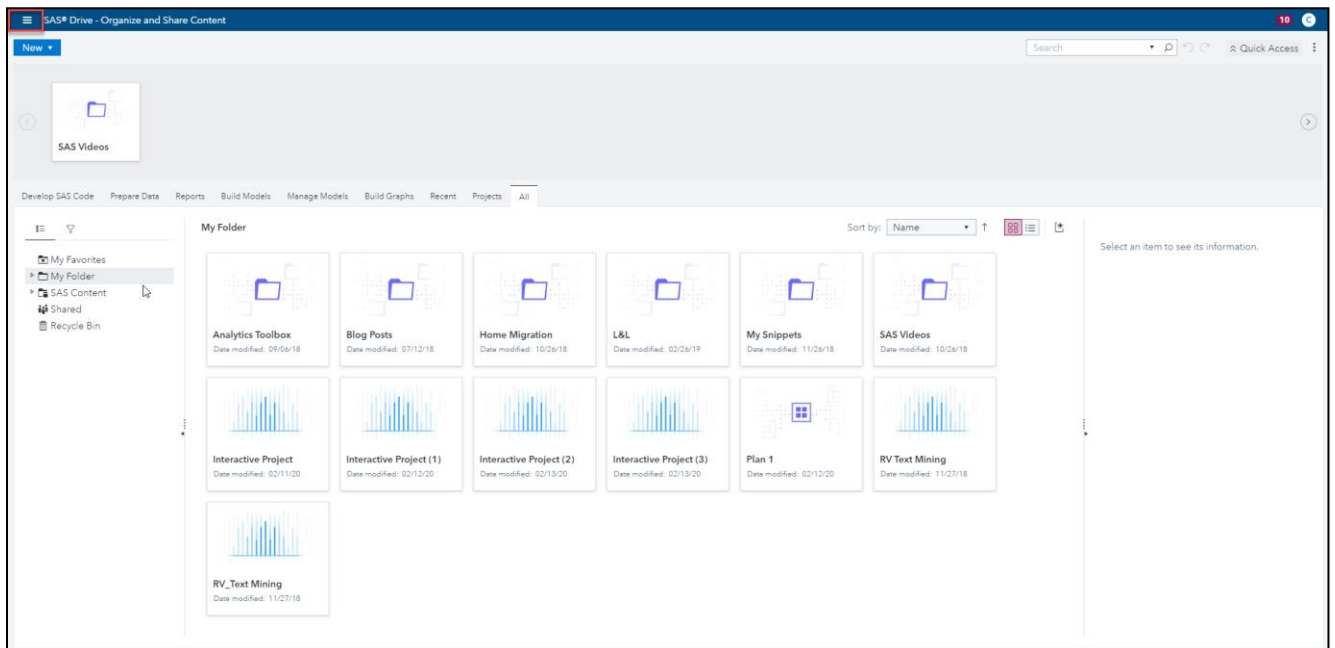 SAS® Drive - Organize and Share Content
10
C
New
Search
Quick Access
SAS Videos
Develop SAS Code Prepare Data Reports Build Models Manage Models Build Graphs Recent Projects All
My Favorites
My Folder
SAS Content
Shared
Recycle Bin
My Folder
Sort by: Name
Analytics Toolbox
Date modified: 09/06/18
Blog Posts
Date modified: 07/12/18
Home Migration
Date modified: 10/26/18
L&L
Date modified: 02/26/19
My Snippets
Date modified: 11/26/18
SAS Videos
Date modified: 10/26/18
Interactive Project
Date modified: 02/11/20
Interactive Project (1)
Date modified: 02/12/20
Interactive Project (2)
Date modified: 02/13/20
Interactive Project (3)
Date modified: 02/13/20
Plan 1
Date modified: 02/12/20
RV Text Mining
Date modified: 11/27/18
RV_Text Mining
Date modified: 11/27/18
Select an item to see its information.